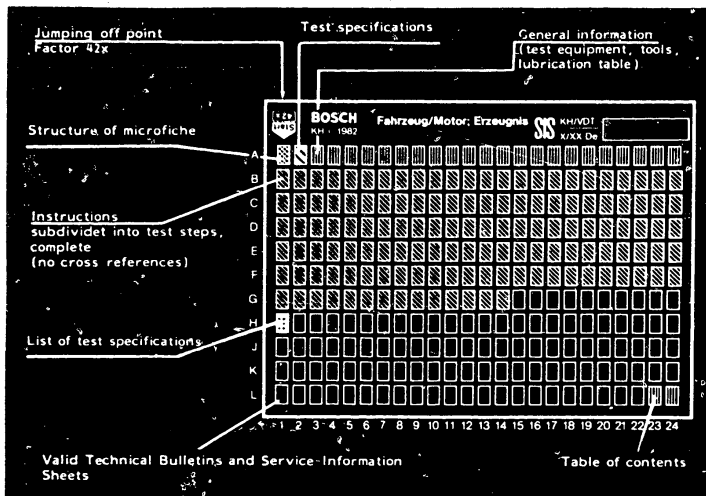 Jumping off point
Factor 42x
Test specifications
General information
(test equipment, tools,
lubrication table)
Structure of microfiche
Start
42x
BOSCH
KH - 1982
Fahrzeug/Motor; Erzeugnis
SIS
KH/VDT
X/XX De
A
B
Instructions
subdividet into test steps,
complete
(no cross references)
C
D
E
F
G
H
List of test specifications
J
K
L
1 2 3 4 5 6 7 8 9 10 11 12 13 14 15 16 17 18 19 20 21 22 23 24
Valid Technical Bulletins and Service-Information
Sheets
Table of contents